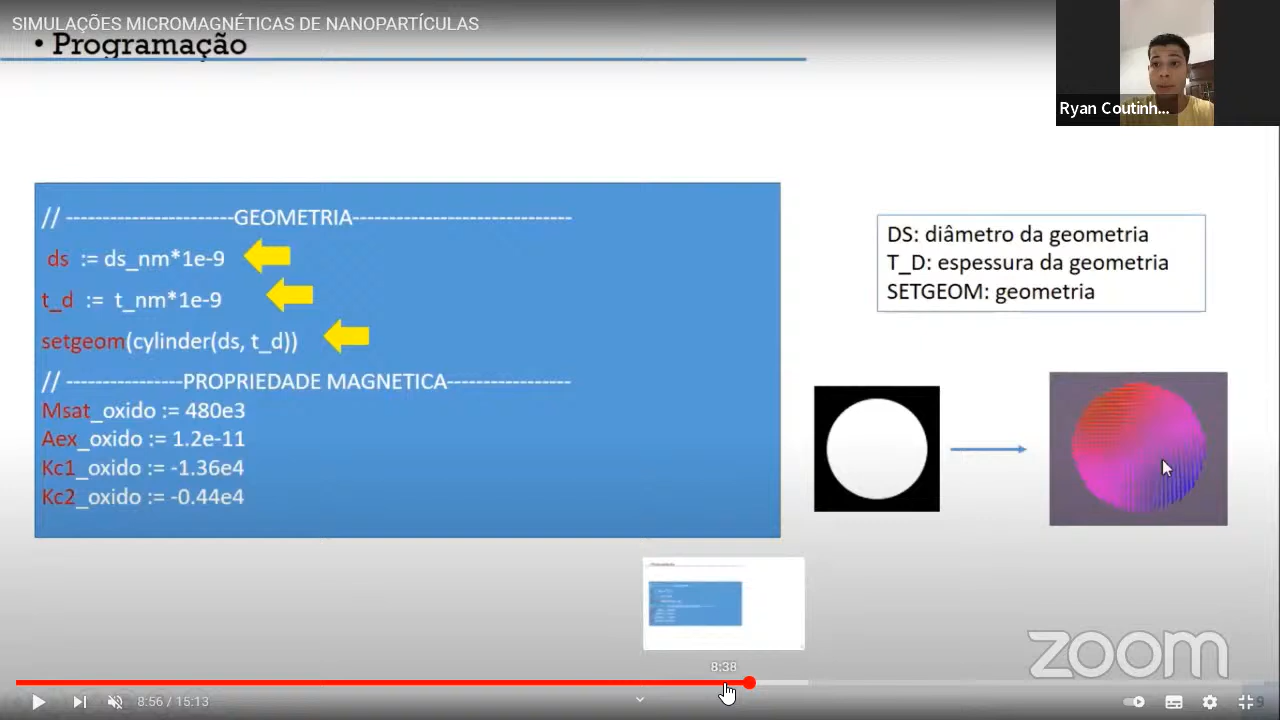 SIMULAÇÕES MICROMAGNÉTICAS DE NANOPARTÍCULAS
• Programação
Ryan Coutinh...
// -----------------------GEOMETRIA------------------------------
ds := ds_nm*1e-9
t_d := t_nm*1e-9
setgeom(cylinder(ds, t_d))
// ----------------PROPRIEDADE MAGNETICA-----------------
Msat_oxido := 480e3
Aex_oxido := 1.2e-11
Kc1_oxido := -1.36e4
Kc2_oxido := -0.44e4
DS: diâmetro da geometria
T_D: espessura da geometria
SETGEOM: geometria
8:38
zoom
8:56 / 15:13